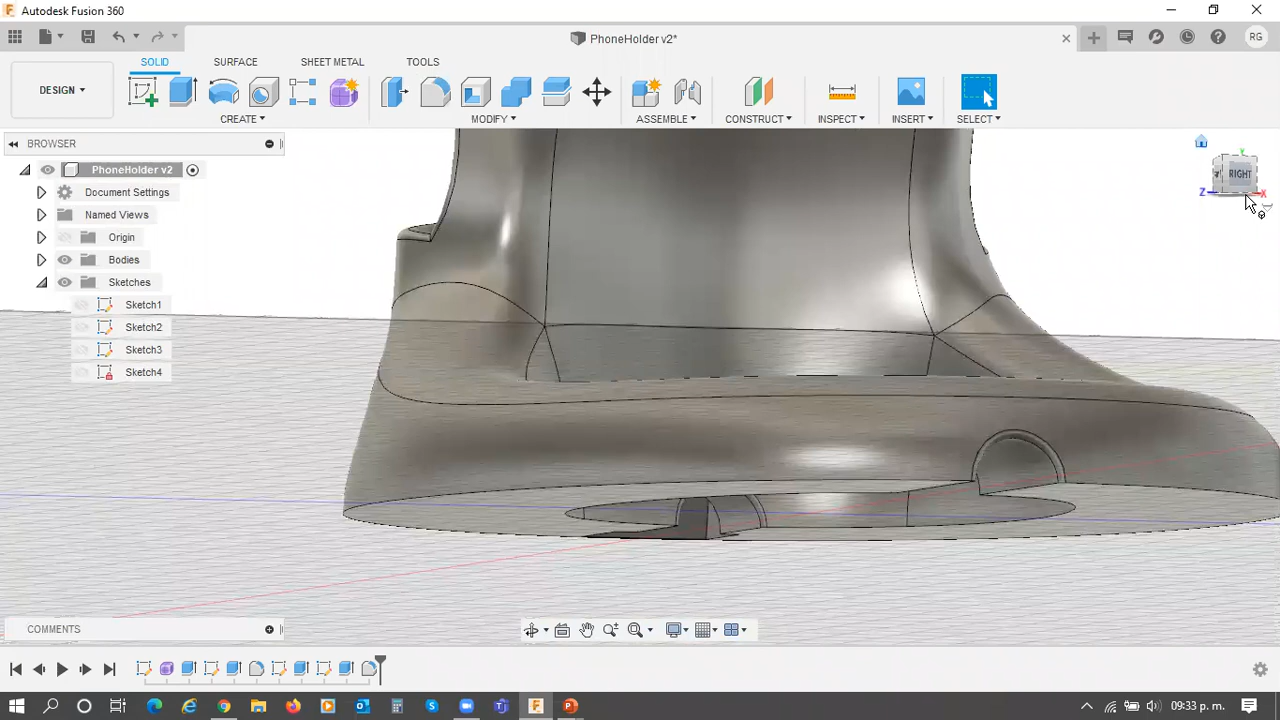 Autodesk Fusion 360
PhoneHolder v2*
RG
SOLID SURFACE SHEET METAL TOOLS
DESIGN
CREATE MODIFY ASSEMBLE CONSTRUCT INSPECT INSERT SELECT
BROWSER
PhoneHolder v2
Document Settings
Named Views
Origin
Bodies
Sketches
Sketch1
Sketch2
Sketch3
Sketch4
Y
RIGHT
Z
X
COMMENTS
09:33 p. m.